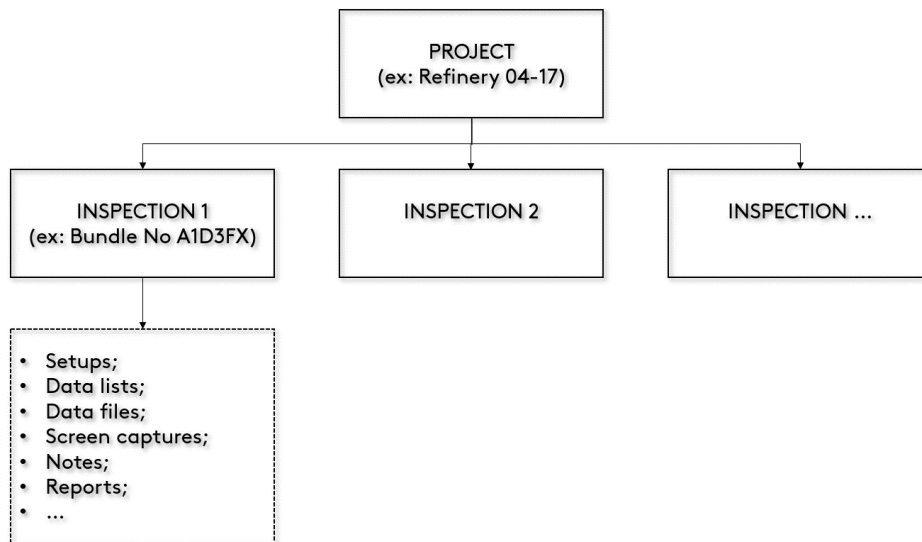 PROJECT
(ex: Refinery 04-17)
INSPECTION 1
(ex: Bundle No A1D3FX)
INSPECTION 2
INSPECTION ...
• Setups;
• Data lists;
• Data files;
• Screen captures;
• Notes;
• Reports;
• ...